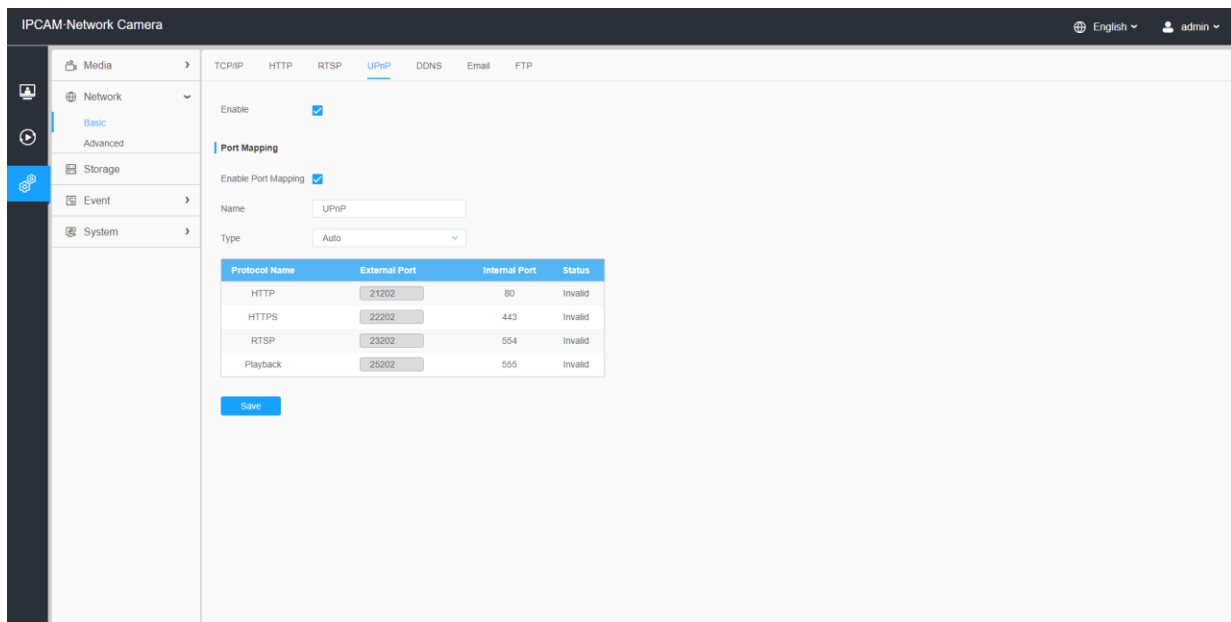 IPCAM·Network Camera
English
admin
Media
Network
Basic
Advanced
Storage
Event
System
TCP/IP HTTP RTSP UPnP DDNS Email FTP
Enable
Port Mapping
Enable Port Mapping
Name UPnP
Type Auto
Protocol Name External Port Internal Port Status
HTTP 21202 80 Invalid
HTTPS 22202 443 Invalid
RTSP 23202 554 Invalid
Playback 25202 555 Invalid
Save